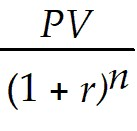 PV
(1 + r)^n